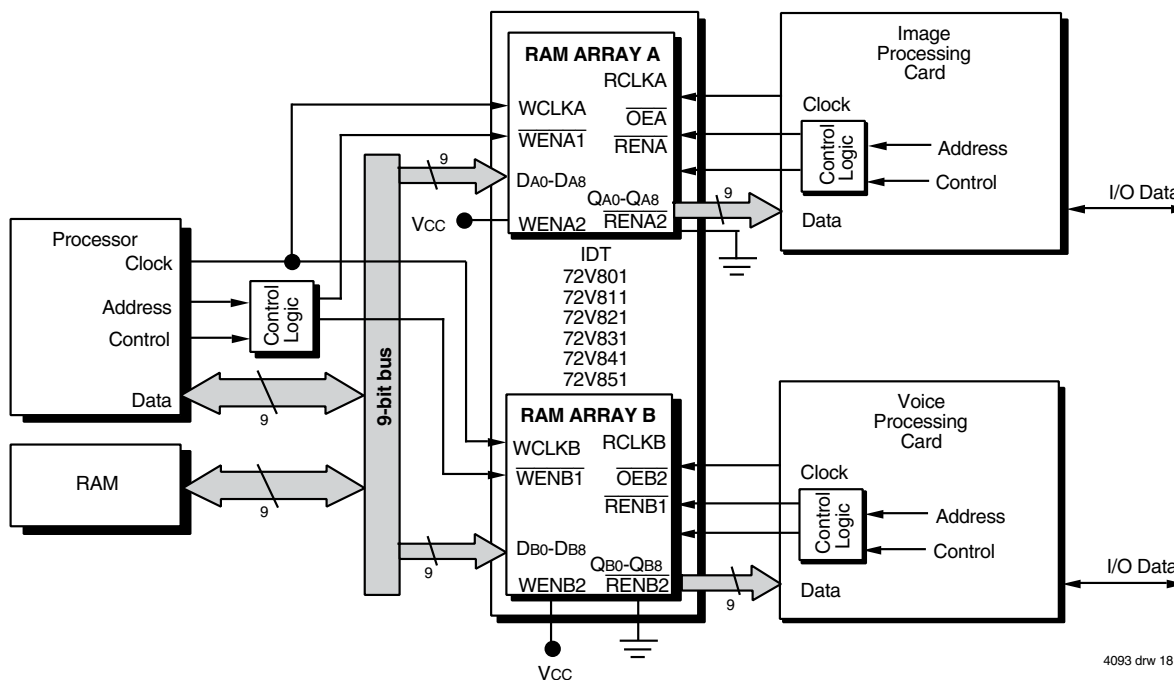 RAM ARRAY A
RCLKA
WCLKA
OEA
WENA1
RENA
DA0-DA8
QA0-QA8
WENA2
RENA2
VCC
9
9
Image
Processing
Card
Clock
Control
Logic
Address
Control
Data
I/O Data
Processor
Clock
Address
Control
Data
Control
Logic
9
9-bit bus
IDT
72V801
72V811
72V821
72V831
72V841
72V851
RAM
9
RAM ARRAY B
RCLKB
WCLKB
OEB2
WENB1
RENB1
DB0-DB8
QB0-QB8
WENB2
RENB2
9
9
VCC
Voice
Processing
Card
Clock
Control
Logic
Address
Control
Data
I/O Data
4093 drw 18